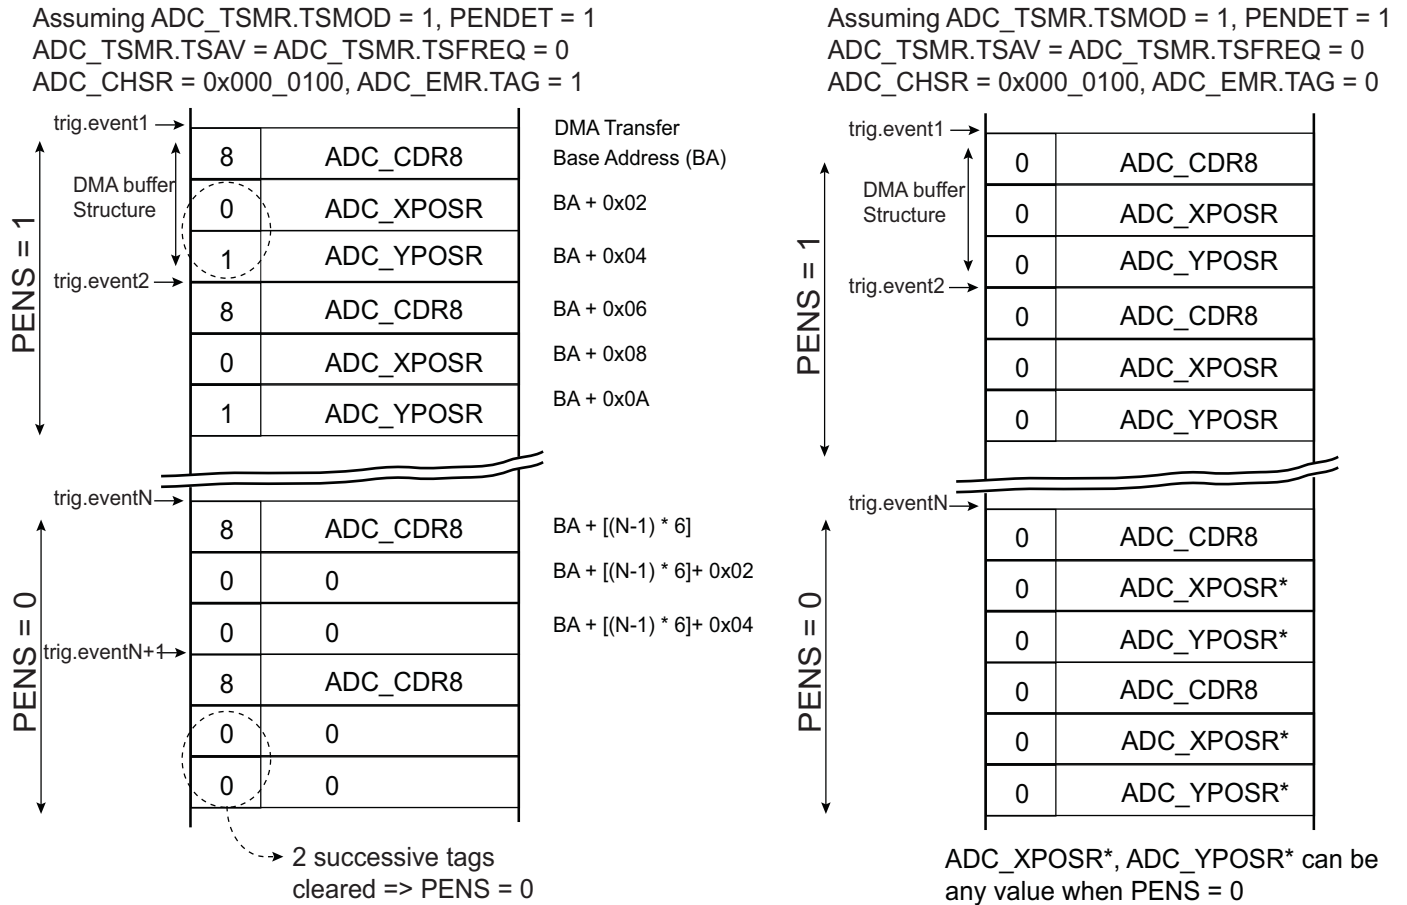 Assuming ADC_TSMR.TSMOD = 1, PENDET = 1
ADC_TSMR.TSAV = ADC_TSMR.TSFREQ = 0
ADC_CHSR = 0x000_0100, ADC_EMR.TAG = 1
trig.event1
DMA Transfer
8 ADC_CDR8 Base Address (BA)
DMA buffer
Structure
0 ADC_XPOSR BA + 0x02
1 ADC_YPOSR BA + 0x04
PENS = 1
trig.event2
8 ADC_CDR8 BA + 0x06
0 ADC_XPOSR BA + 0x08
1 ADC_YPOSR BA + 0x0A
trig.eventN
8 ADC_CDR8 BA + [(N-1) * 6]
0 0 BA + [(N-1) * 6]+ 0x02
0 0 BA + [(N-1) * 6]+ 0x04
PENS = 0
trig.eventN+1
8 ADC_CDR8
0 0
0 0
2 successive tags
cleared => PENS = 0
Assuming ADC_TSMR.TSMOD = 1, PENDET = 1
ADC_TSMR.TSAV = ADC_TSMR.TSFREQ = 0
ADC_CHSR = 0x000_0100, ADC_EMR.TAG = 0
trig.event1
0 ADC_CDR8
DMA buffer
Structure
0 ADC_XPOSR
0 ADC_YPOSR
PENS = 1
trig.event2
0 ADC_CDR8
0 ADC_XPOSR
0 ADC_YPOSR
trig.eventN
0 ADC_CDR8
0 ADC_XPOSR*
0 ADC_YPOSR*
PENS = 0
0 ADC_CDR8
0 ADC_XPOSR*
0 ADC_YPOSR*
ADC_XPOSR*, ADC_YPOSR* can be
any value when PENS = 0